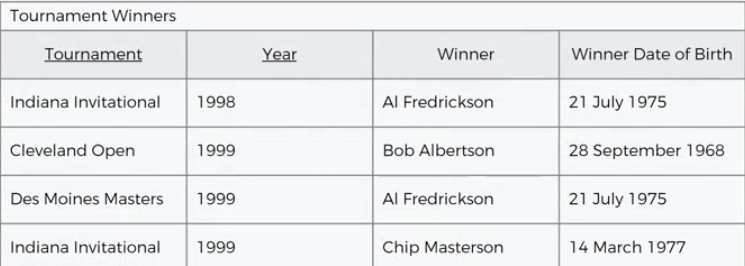 Tournament Winners
Tournament Year Winner Winner Date of Birth
Indiana Invitational 1998 Al Fredrickson 21 July 1975
Cleveland Open 1999 Bob Albertson 28 September 1968
Des Moines Masters 1999 Al Fredrickson 21 July 1975
Indiana Invitational 1999 Chip Masterson 14 March 1977